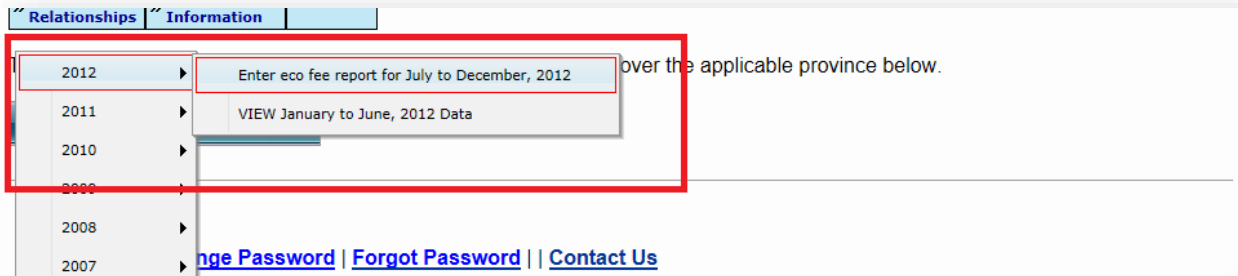 ” Relationships ” Information
2012 Enter eco fee report for July to December, 2012 over the applicable province below.
2011 VIEW January to June, 2012 Data
2010
2009
2008
nge Password | Forgot Password | | Contact Us
2007